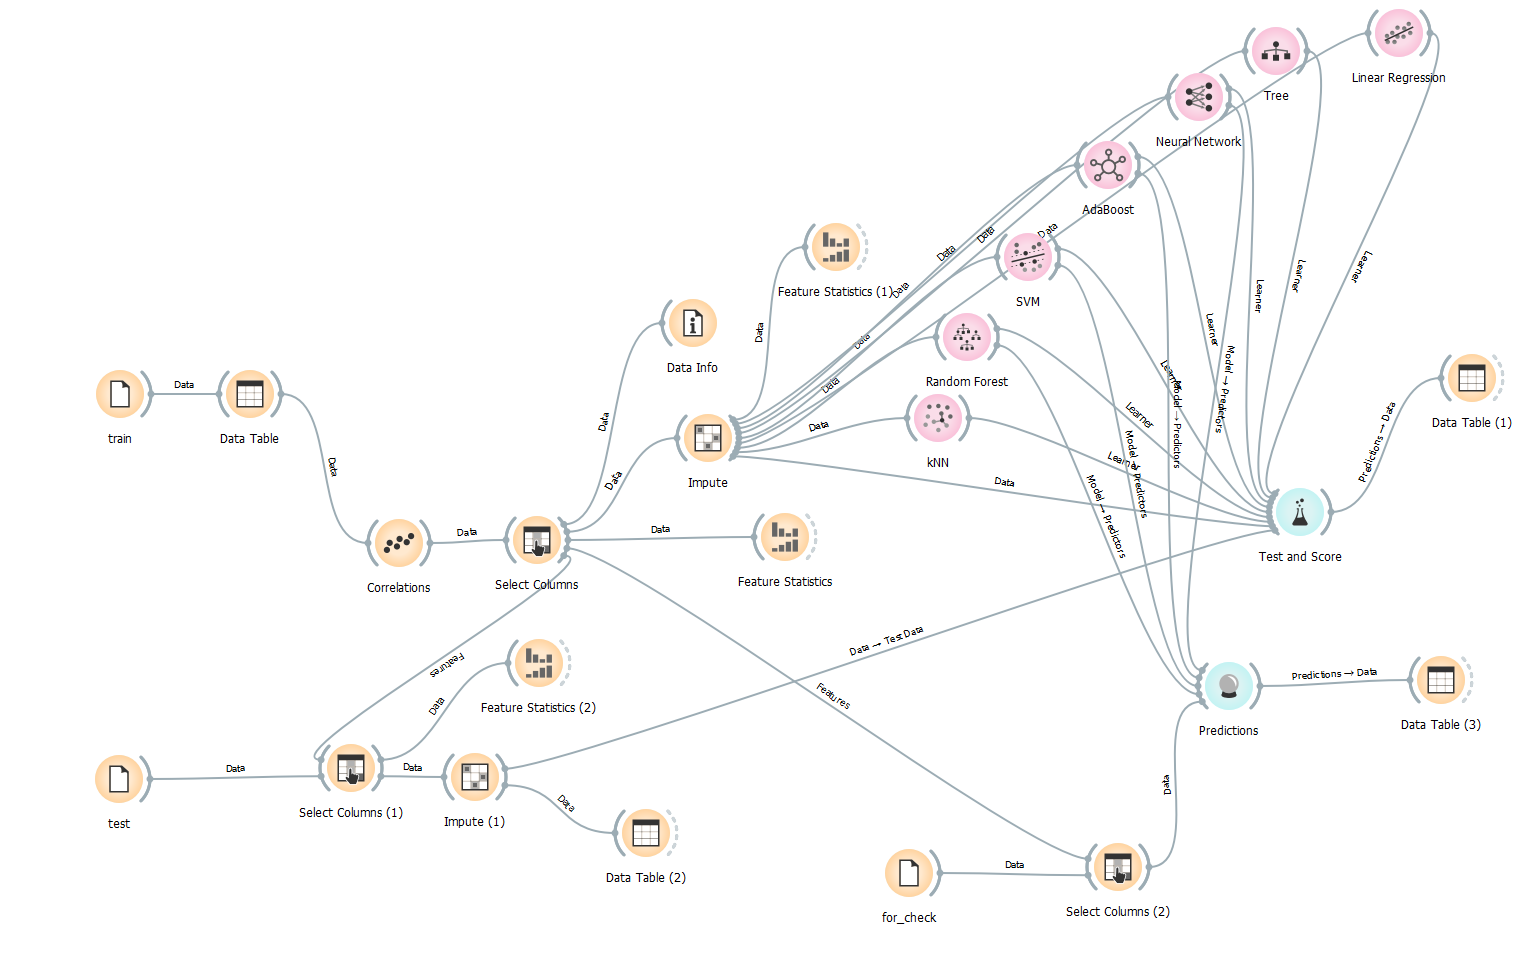 Linear Regression
Tree
Neural Network
AdaBoost
Data
Data
Data
SVM
Feature Statistics (1)
Data
Data
Data
Data
Data Info
Random Forest
Learner
Learner
Learner
Learner
Learner
Model → Predictors
Model → Predictors
train
Data
Data Table
Data
Data
Impute
Data
kNN
Learner
Learner
Model → Predictors
Model → Predictors
Data Table (1)
Predictions → Data
Data
Data
Data
Correlations
Data
Select Columns
Data
Feature Statistics
Test and Score
Data → Test Data
Features
Features
Data
Feature Statistics (2)
Predictions
Predictions → Data
Data Table (3)
test
Data
Select Columns (1)
Data
Impute (1)
Data
Data Table (2)
Data
for_check
Data
Select Columns (2)